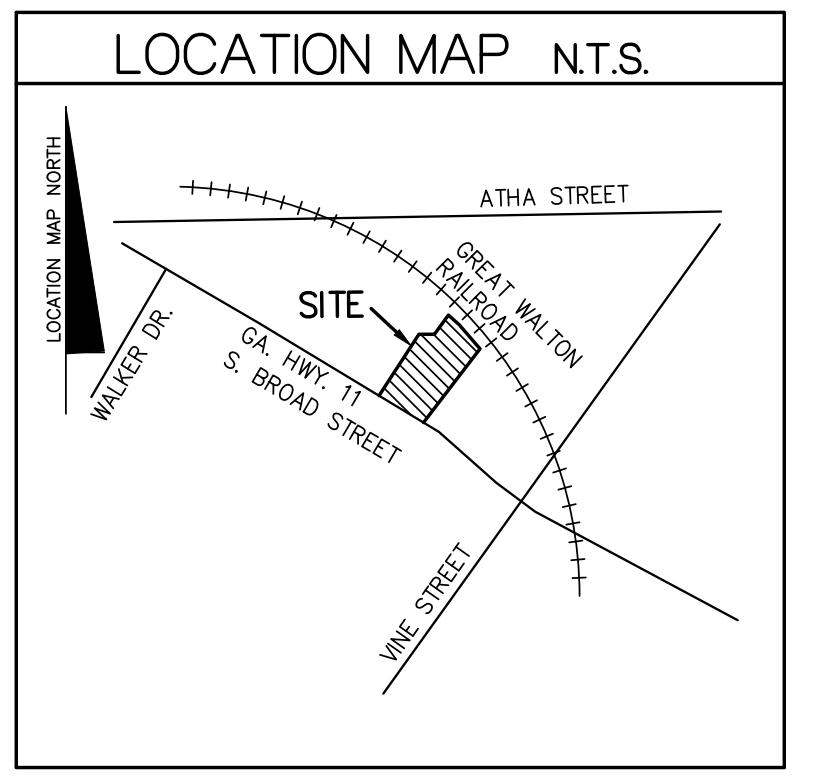 LOCATION MAP N.T.S.
LOCATION MAP NORTH
ATHA STREET
GREAT WALTON
RAILROAD
SITE
WALKER DR.
GA. HWY. 11
S. BROAD STREET
VINE STREET